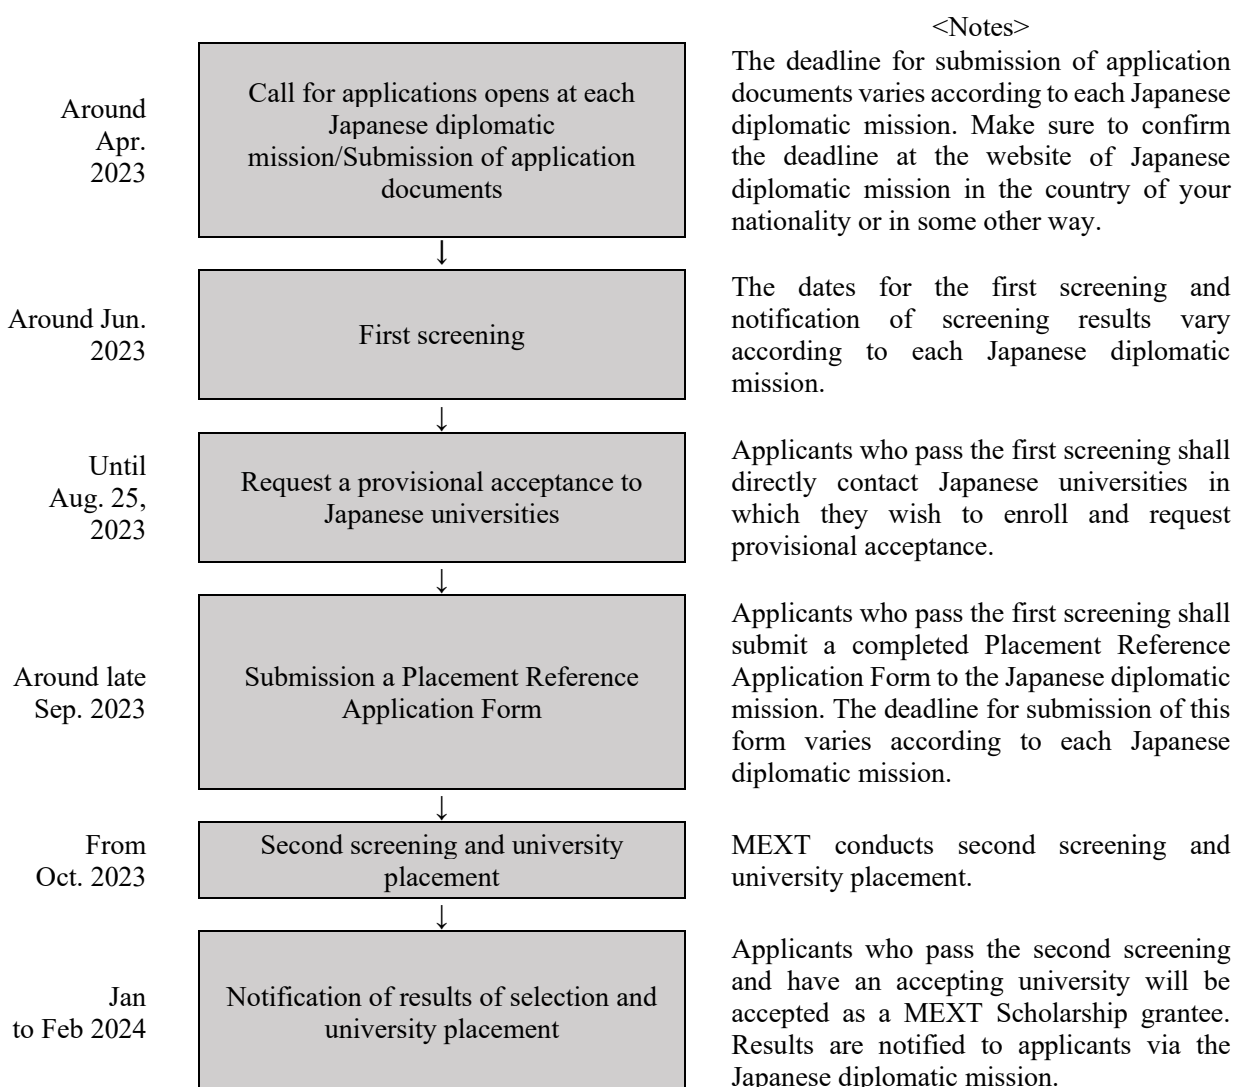 <Notes>
Around
Apr.
2023
Call for applications opens at each
Japanese diplomatic
mission/Submission of application
documents
The deadline for submission of application
documents varies according to each Japanese
diplomatic mission. Make sure to confirm
the deadline at the website of Japanese
diplomatic mission in the country of your
nationality or in some other way.
↓
Around Jun.
2023
First screening
The dates for the first screening and
notification of screening results vary
according to each Japanese diplomatic
mission.
↓
Until
Aug. 25,
2023
Request a provisional acceptance to
Japanese universities
Applicants who pass the first screening shall
directly contact Japanese universities in
which they wish to enroll and request
provisional acceptance.
↓
Around late
Sep. 2023
Submission a Placement Reference
Application Form
Applicants who pass the first screening shall
submit a completed Placement Reference
Application Form to the Japanese diplomatic
mission. The deadline for submission of this
form varies according to each Japanese
diplomatic mission.
↓
From
Oct. 2023
Second screening and university
placement
MEXT conducts second screening and
university placement.
↓
Jan
to Feb 2024
Notification of results of selection and
university placement
Applicants who pass the second screening
and have an accepting university will be
accepted as a MEXT Scholarship grantee.
Results are notified to applicants via the
Japanese diplomatic mission.